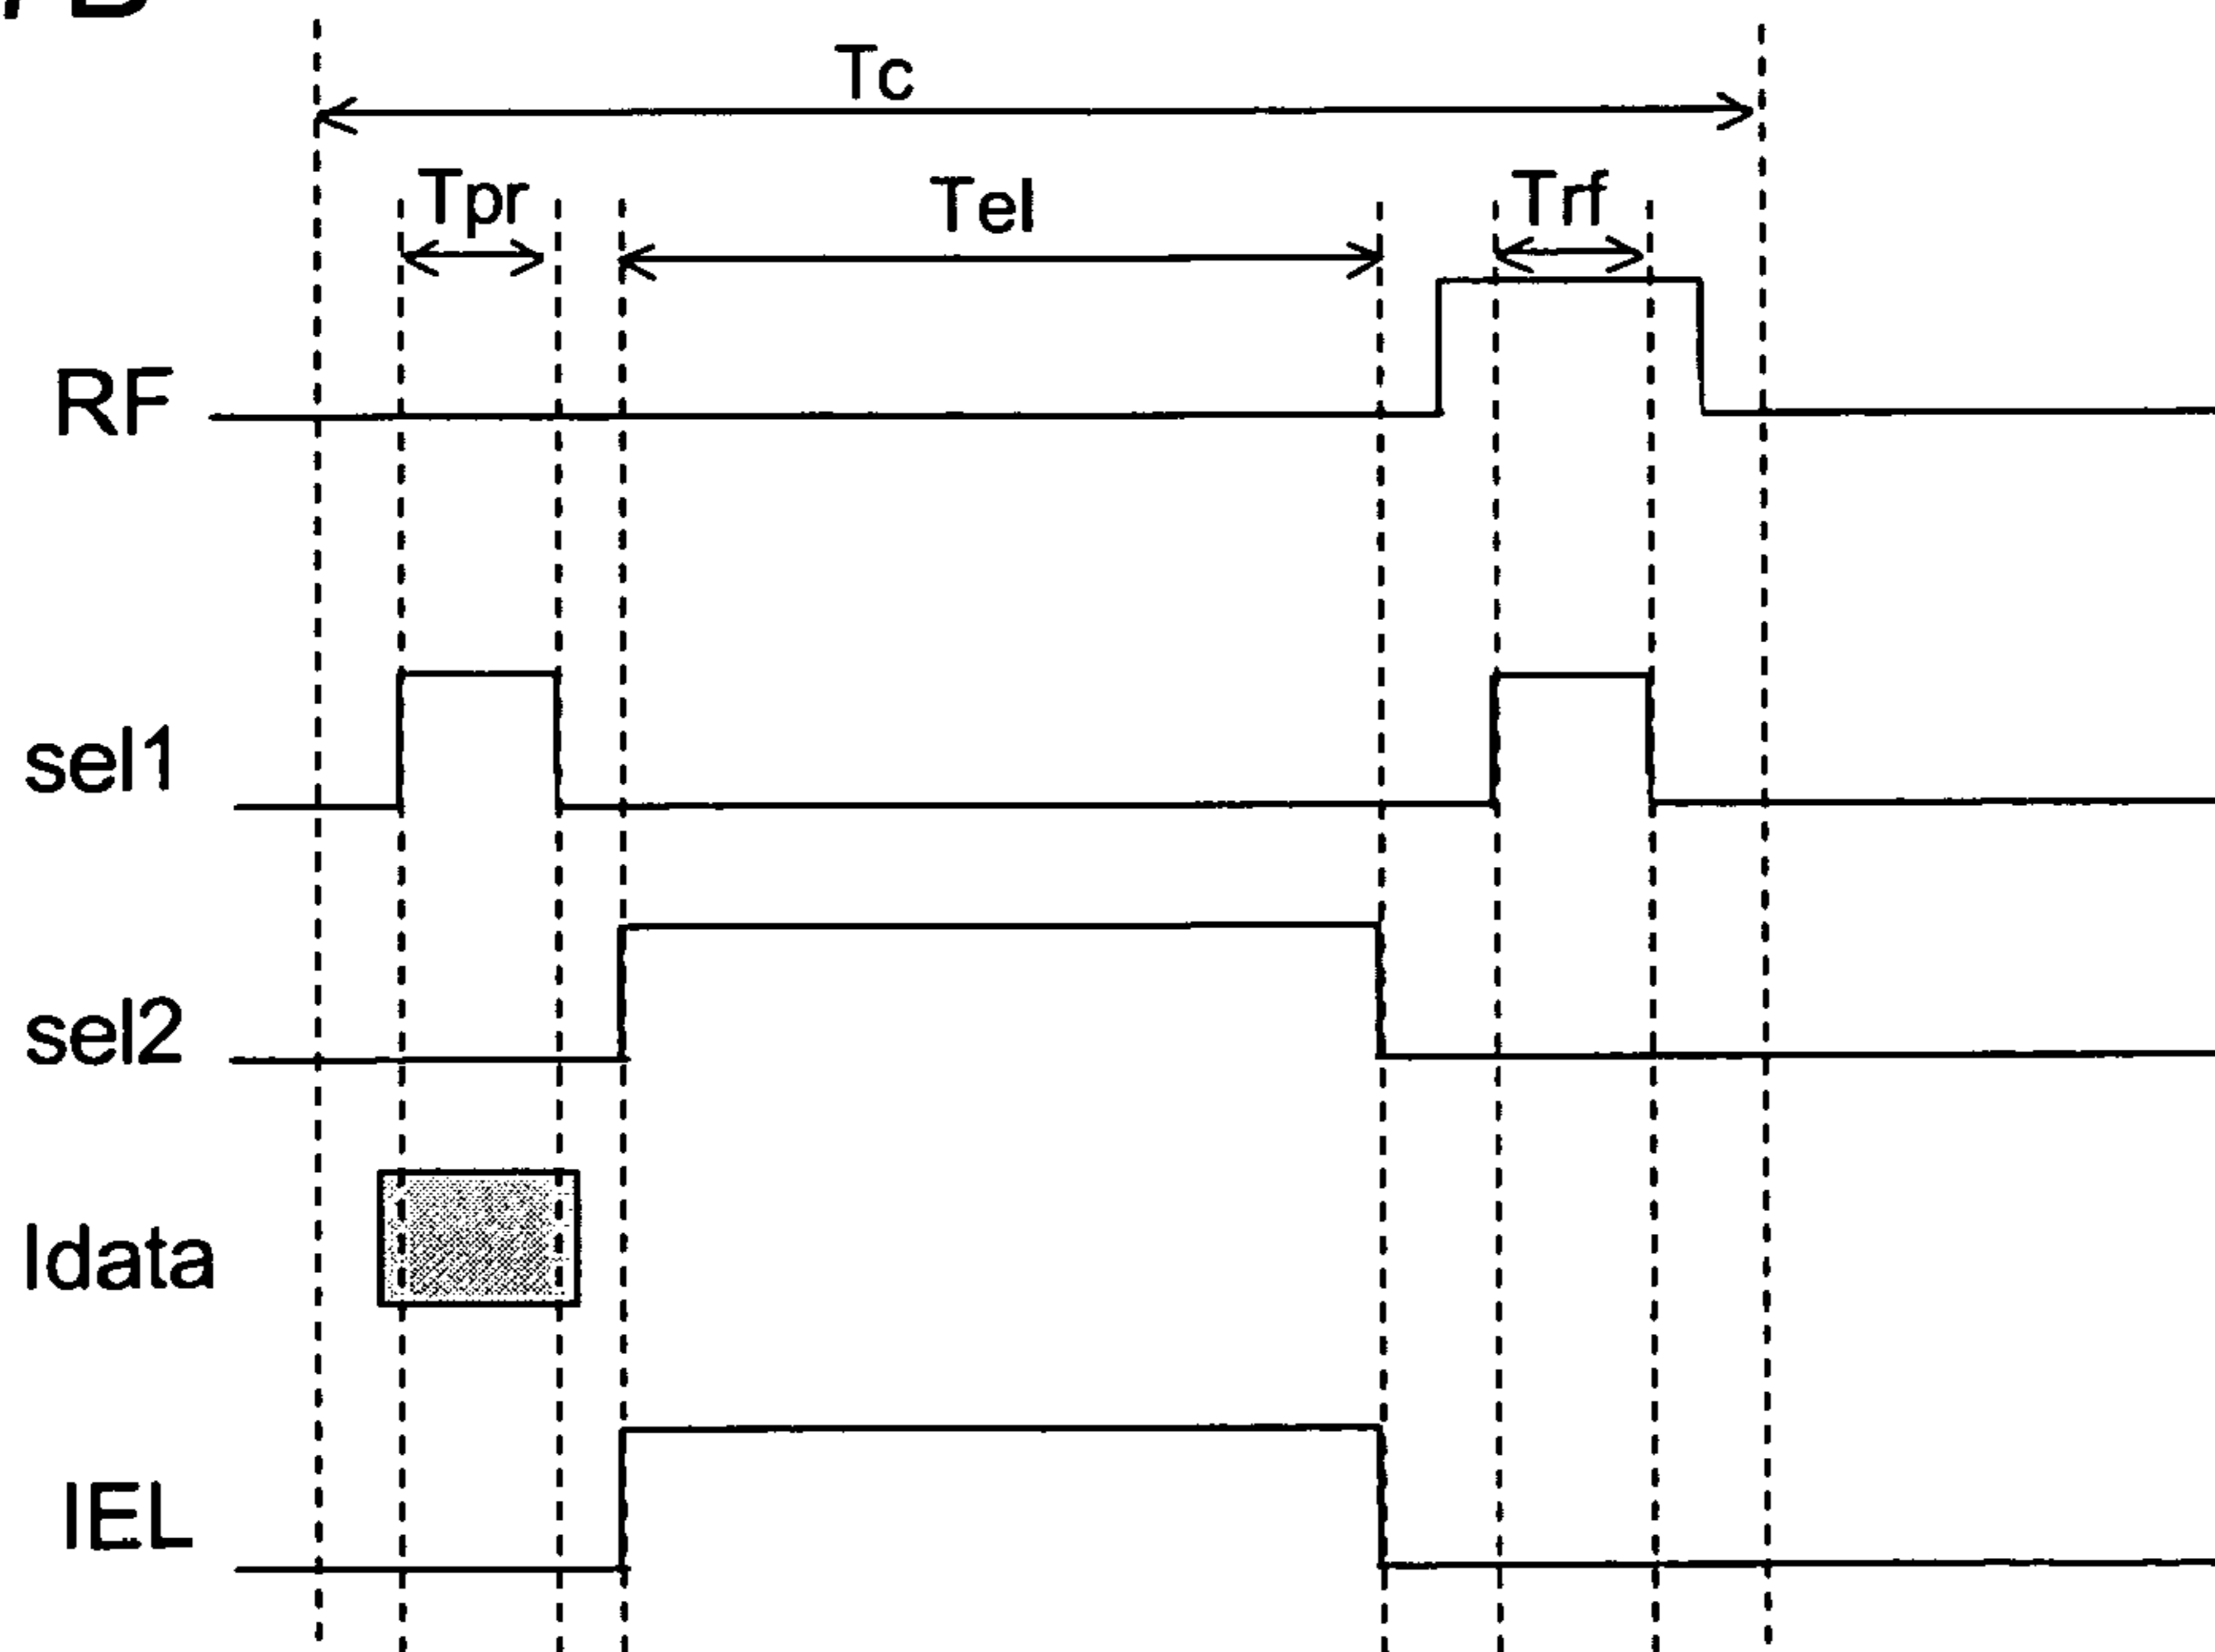 Tc
Tpr
Tel
Trf
RF
sel1
sel2
Idata
IEL